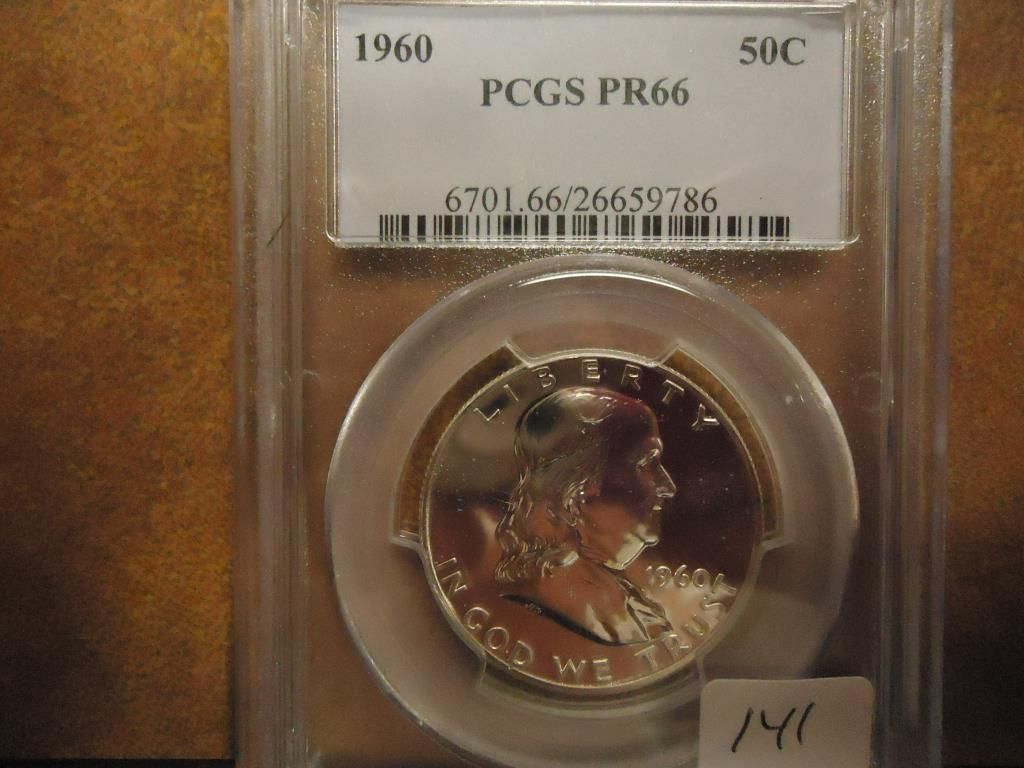 1960 50C
PCGS PR66
6701.66/26659786
LIBERTY
1960
IN GOD WE TRUST
141